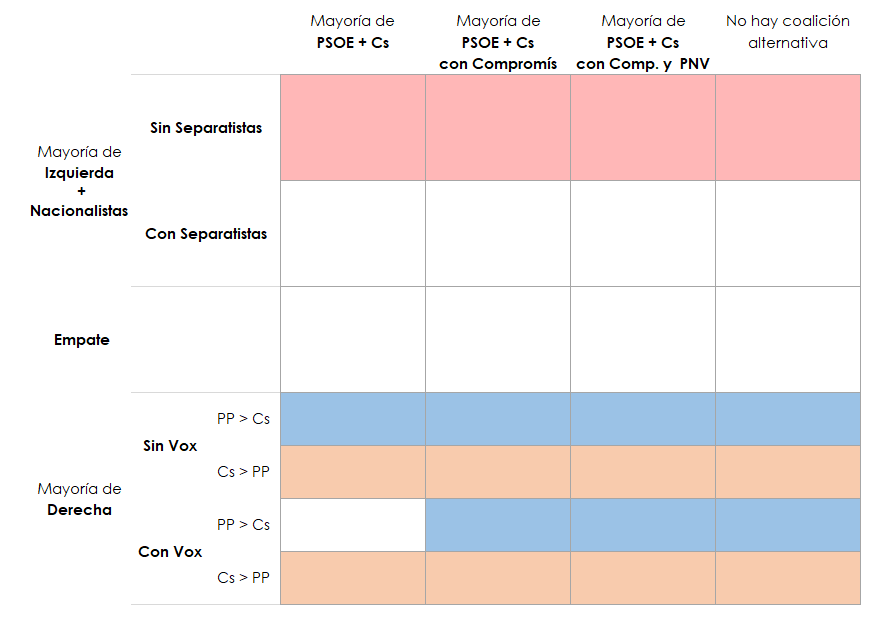 Mayoría de
PSOE + Cs
Mayoría de
PSOE + Cs
con Compromís
Mayoría de
PSOE + Cs
con Comp. y PNV
No hay coalición
alternativa
Mayoría de
Izquierda
+
Nacionalistas
Sin Separatistas
Con Separatistas
Empate
Mayoría de
Derecha
Sin Vox
PP > Cs
Cs > PP
Con Vox
PP > Cs
Cs > PP